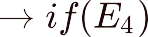 → if(E₄)